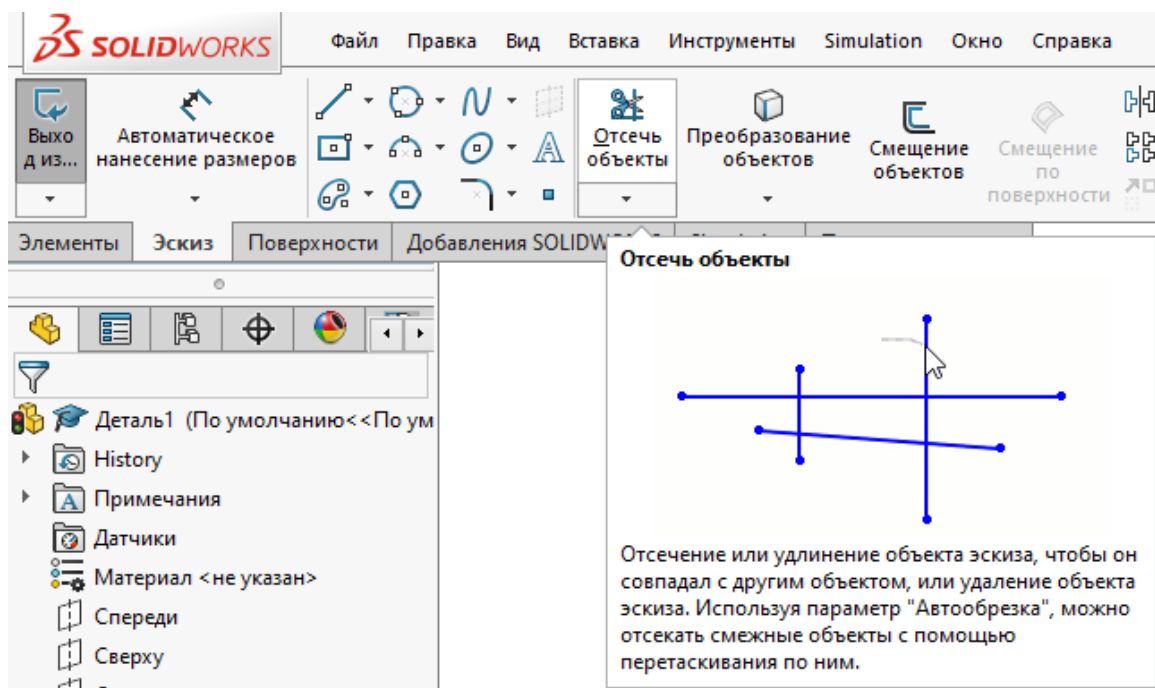 SOLIDWORKS
Файл Правка Вид Вставка Инструменты Simulation Окно Справка
Выхо
д из...
Автоматическое
нанесение размеров
Отсечь
объекты
Преобразование
объектов
Смещение
объектов
Смещение
по
поверхности
Элементы Эскиз Поверхности Добавления
Отсечь объекты
Деталь1 (По умолчанию<<По ум
History
Примечания
Датчики
Материал <не указан>
Спереди
Сверху
Отсечение или удлинение объекта эскиза, чтобы он
совпадал с другим объектом, или удаление объекта
эскиза. Используя параметр "Автообрезка", можно
отсекать смежные объекты с помощью
перетаскивания по ним.